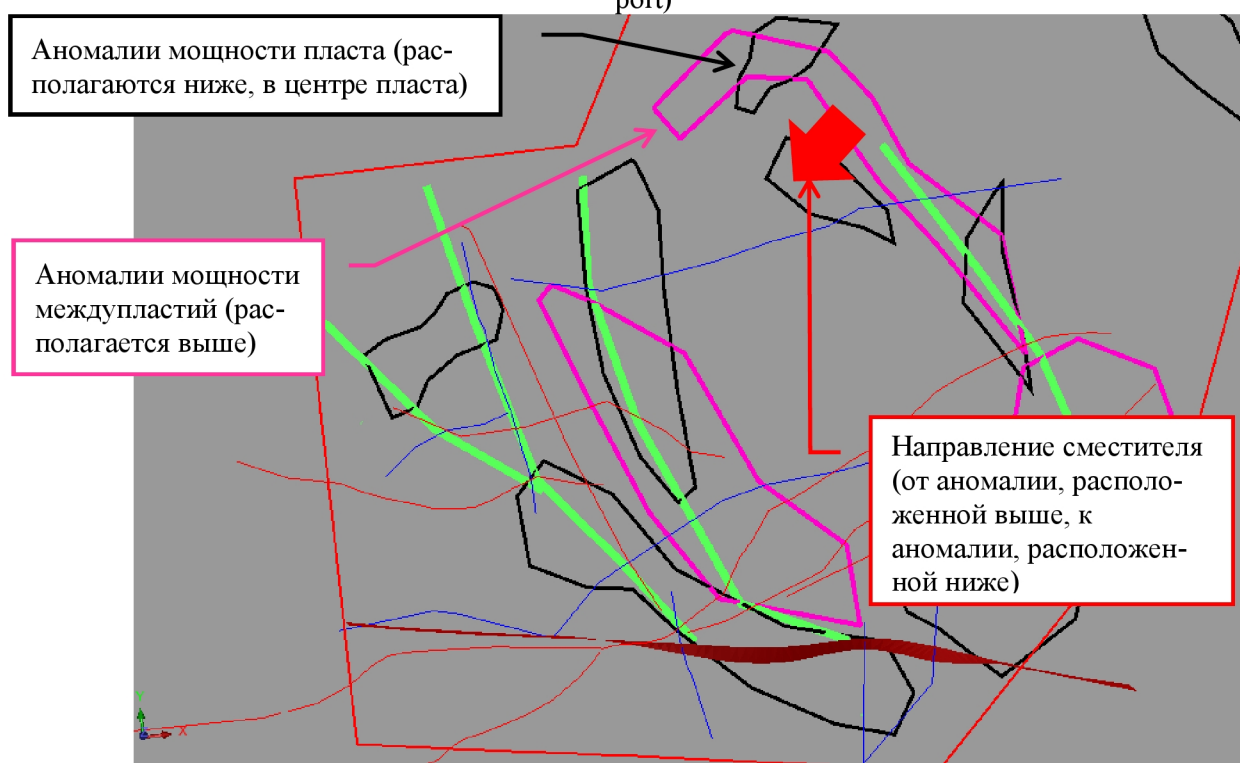 port)
Аномалии мощности пласта (рас-
полагаются ниже, в центре пласта)
Аномалии мощности
междупластий (рас-
полагается выше)
Направление сместителя
(от аномалии, располо-
женной выше, к
аномалии, расположен-
ной ниже)
Y
X